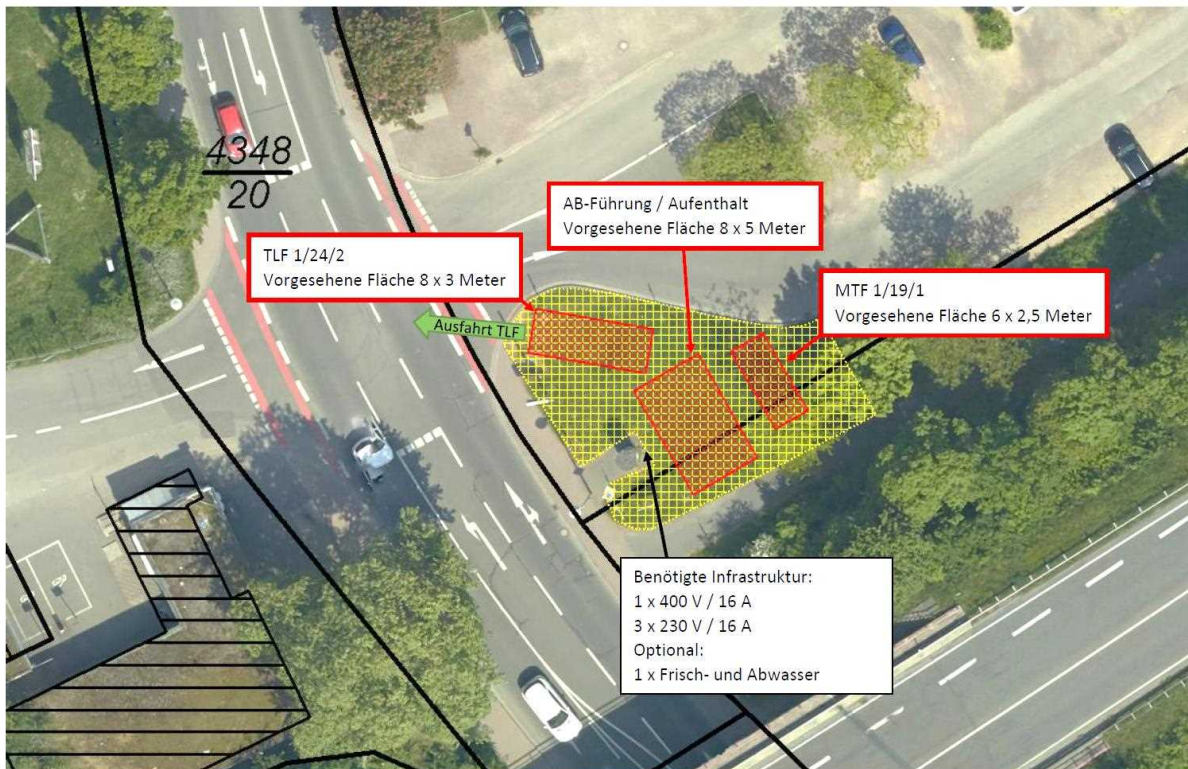 4348
20
AB-Führung / Aufenthalt
Vorgesehene Fläche 8 x 5 Meter
TLF 1/24/2
Vorgesehene Fläche 8 x 3 Meter
MTF 1/19/1
Vorgesehene Fläche 6 x 2,5 Meter
Ausfahrt TLF
Benötigte Infrastruktur:
1 x 400 V / 16 A
3 x 230 V / 16 A
Optional:
1 x Frisch- und Abwasser